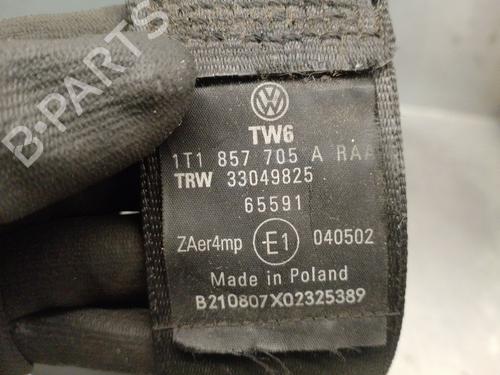 B-PARTS
TW6
1T1 857 705 A RAA
TRW 33049825
65591
ZAer4mp E1 040502
Made in Poland
B210807X02325389